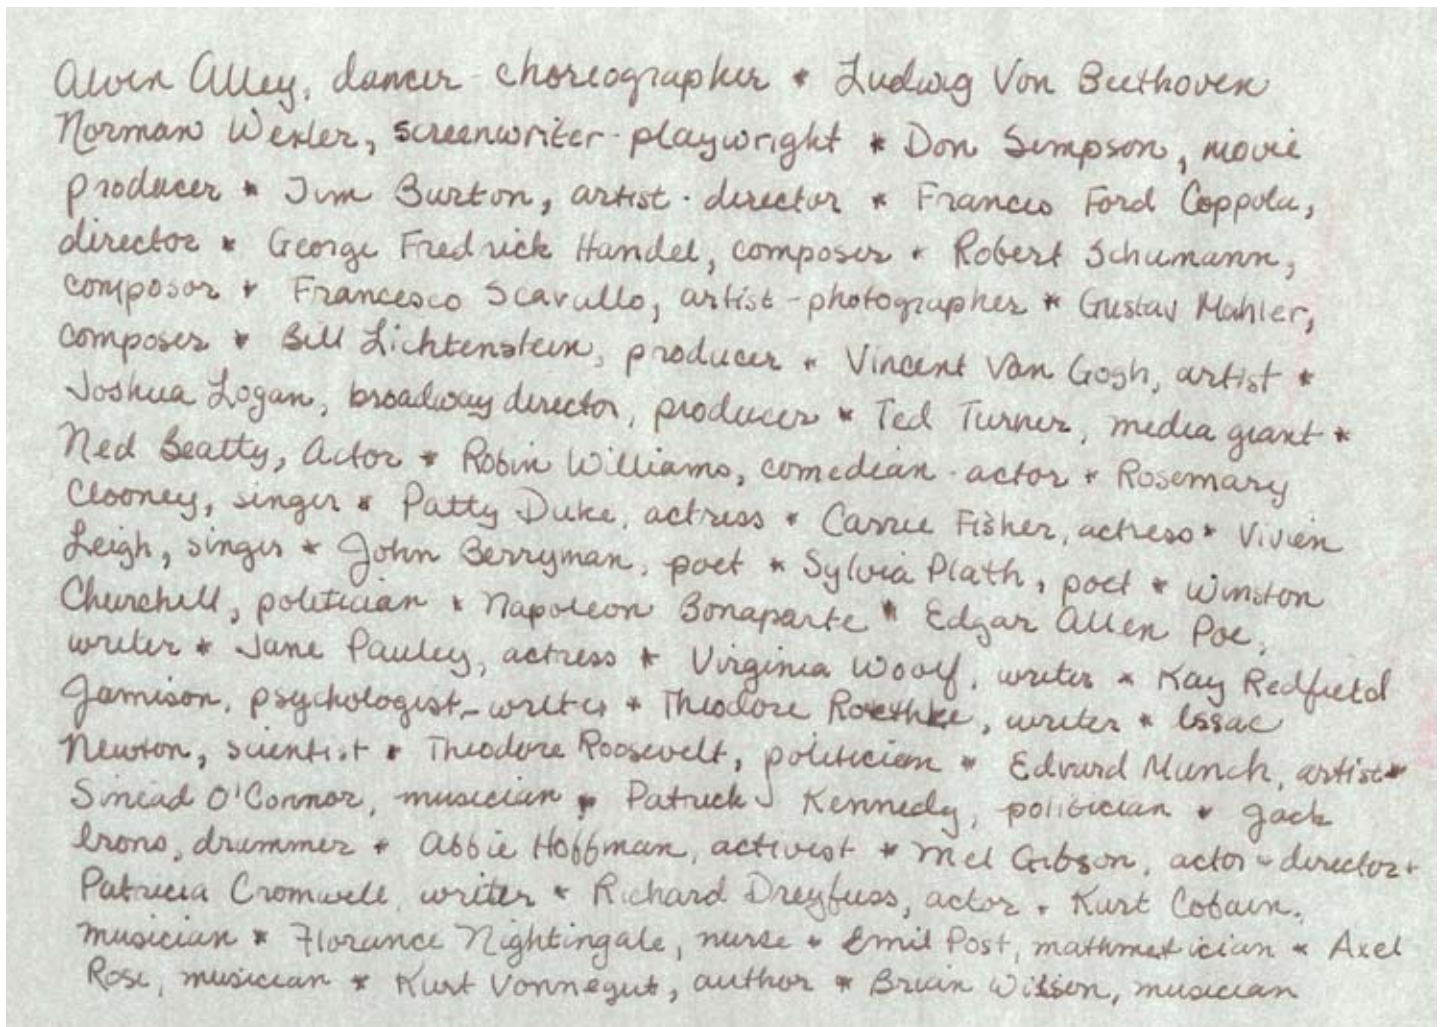 Alvin Alley, dancer - choreographer * Ludwig Von Beethoven
Norman Wexler, screenwriter - playwright * Don Simpson, movie
producer * Tim Burton, artist - director * Francis Ford Coppola,
director * George Fredrick Handel, composer * Robert Schumann,
composor * Francesco Scavullo, artist - photographer * Gustav Mahler,
composer * Bill Lichtenstein, producer * Vincent Van Gogh, artist *
Joshua Logan, broadway director, producer * Ted Turner, media giant *
Ned Beatty, Actor * Robin Williams, comedian - actor * Rosemary
Clooney, singer * Patty Duke, actress * Carrie Fisher, actress * Vivien
Leigh, singer * John Berryman, poet * Sylvia Plath, poet * Winston
Churchill, politician * Napoleon Bonaparte * Edgar Allen Poe,
writer * Jane Pauley, actress * Virginia Woolf, writer * Kay Redfield
Jamison, psychologist - writer * Theodore Roethke, writer * Issac
Newton, scientist * Theodore Roosevelt, politician * Edvard Munch, artist *
Sinead O'Connor, musician * Patrick J Kennedy, politician * Jack
Irons, drummer * Abbie Hoffman, activist * Mel Gibson, actor - director *
Patricia Cromwell, writer * Richard Dreyfuss, actor * Kurt Cobain,
musician * Florance Nightingale, nurse * Emil Post, mathmetician * Axel
Rose, musician * Kurt Vonnegut, author * Brian Wilson, musician